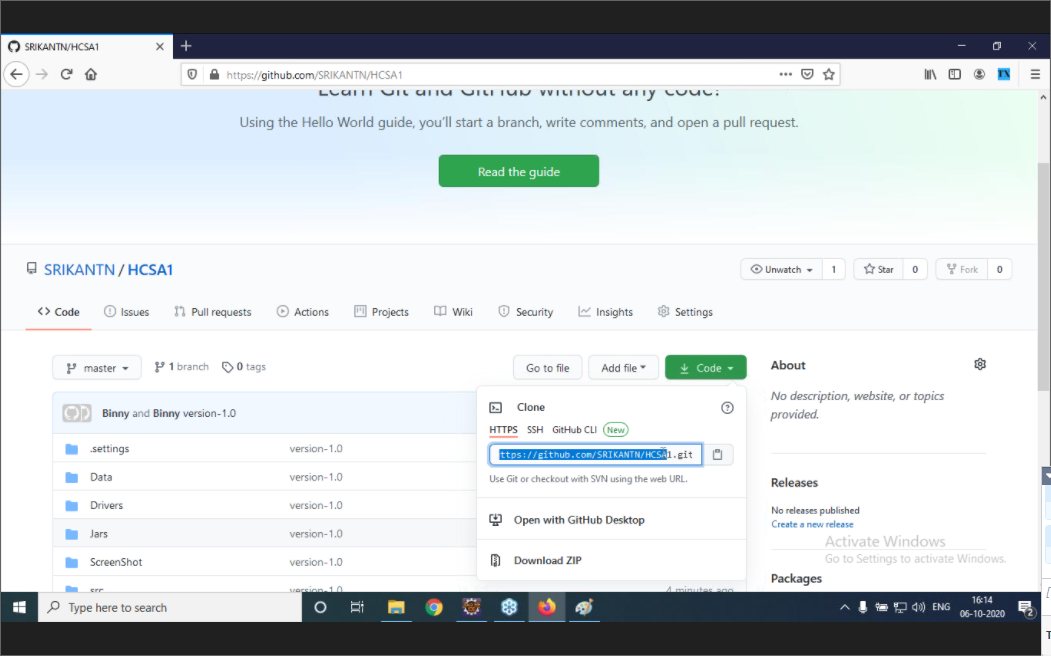 SRIKANTN/HCSA1
https://github.com/SRIKANTN/HCSA1
Learn Git and GitHub without any code!
Using the Hello World guide, you'll start a branch, write comments, and open a pull request.
Read the guide
SRIKANTN / HCSA1
Unwatch 1 Star 0 Fork 0
Code Issues Pull requests Actions Projects Wiki Security Insights Settings
master 1 branch 0 tags Go to file Add file Code
About
No description, website, or topics
provided.
Binny and Binny version-1.0
.settings version-1.0
Data version-1.0
Drivers version-1.0
Jars version-1.0
ScreenShot version-1.0
src version-1.0 4 minutes ago
Clone
HTTPS SSH GitHub CLI New
ttps://github.com/SRIKANTN/HCSA1.git
Use Git or checkout with SVN using the web URL.
Open with GitHub Desktop
Download ZIP
Releases
No releases published
Create a new release
Activate Windows
Go to Settings to activate Windows.
Packages
Type here to search
ENG
16:14
06-10-2020
2